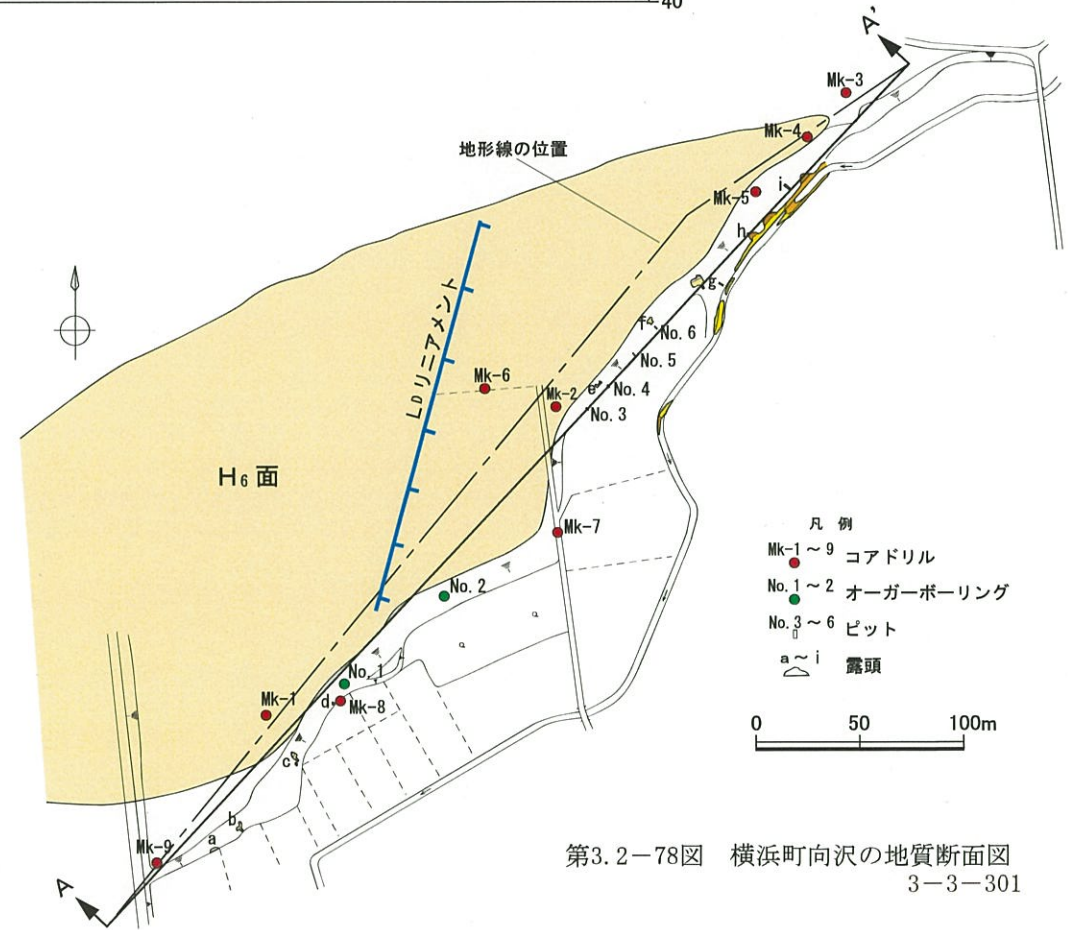 40
A'
Mk-3
Mk-4
地形線の位置
i
Mk-5
h
g
f
No. 6
No. 5
LDリニアメント
Mk-6
e
No. 4
Mk-2
No. 3
H6面
Mk-7
凡例
Mk-1～9 コアドリル
No. 1～2 オーガーボーリング
No. 3～6 ピット
a～i 露頭
No. 2
No. 1
Mk-1
d
Mk-8
0 50 100m
c
b
a
Mk-9
A
第3.2-78図 横浜町向沢の地質断面図
3-3-301